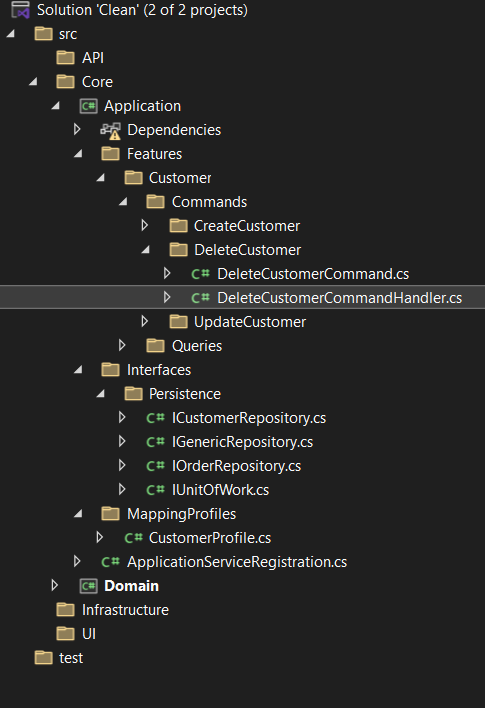 Solution 'Clean' (2 of 2 projects)
src
API
Core
C# Application
Dependencies
Features
Customer
Commands
CreateCustomer
DeleteCustomer
C# DeleteCustomerCommand.cs
C# DeleteCustomerCommandHandler.cs
UpdateCustomer
Queries
Interfaces
Persistence
C# ICustomerRepository.cs
C# IGenericRepository.cs
C# IOrderRepository.cs
C# IUnitOfWork.cs
MappingProfiles
C# CustomerProfile.cs
C# ApplicationServiceRegistration.cs
C# Domain
Infrastructure
UI
test